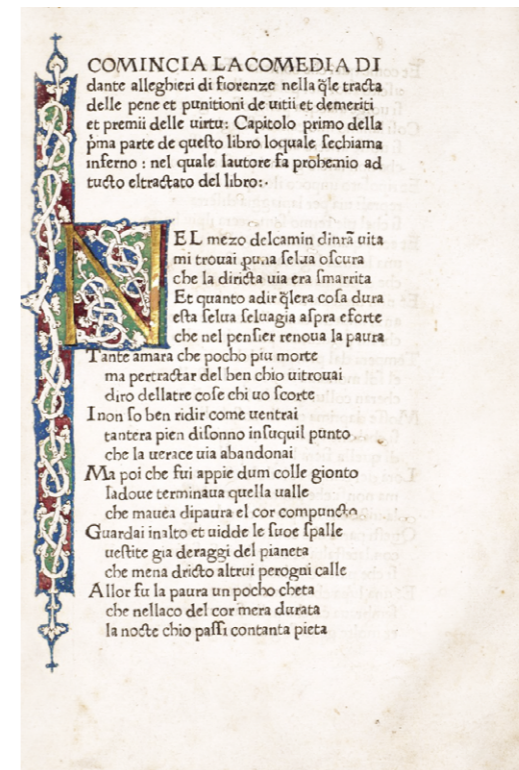 COMINCIA LACOMEDIA DI
dante alleghieri di fiorenze nella q̄le tracta
delle pene et punitioni de uitii et demeriti
et premii delle uirtu: Capitolo primo della
p̄ma parte de queſto libro loquale ſechiama
inferno : nel quale lautore fa prohemio ad
tucto eltractato del libro:·
NEL mezo delcamin dinr̄a uita
mi trouai p̱una ſelua oſcura
che la diricta uia era ſmarrita
Et quanto adir q̄lera coſa dura
eſta ſelua ſeluagia aſpra eforte
che nel penſier renoua la paura
Tante amara che pocho piu morte
ma pertractar del ben chio uitrouai
diro dellatre coſe chi uo ſcorte
I non ſo ben ridir come uentrai
tantera pien diſonno inſuquil punto
che la uerace uia abandonai
Ma poi che fui appie dum colle gionto
ladoue terminaua quella ualle
che mauea dipaura el cor compuncto
Guardai inalto et uidde le ſuoe ſpalle
ueſtite gia deraggi del pianeta
che mena dricto altrui perogni calle
Allor fu la paura un pocho cheta
che nellaco del cor mera durata
la nocte chio paſſi contanta pieta